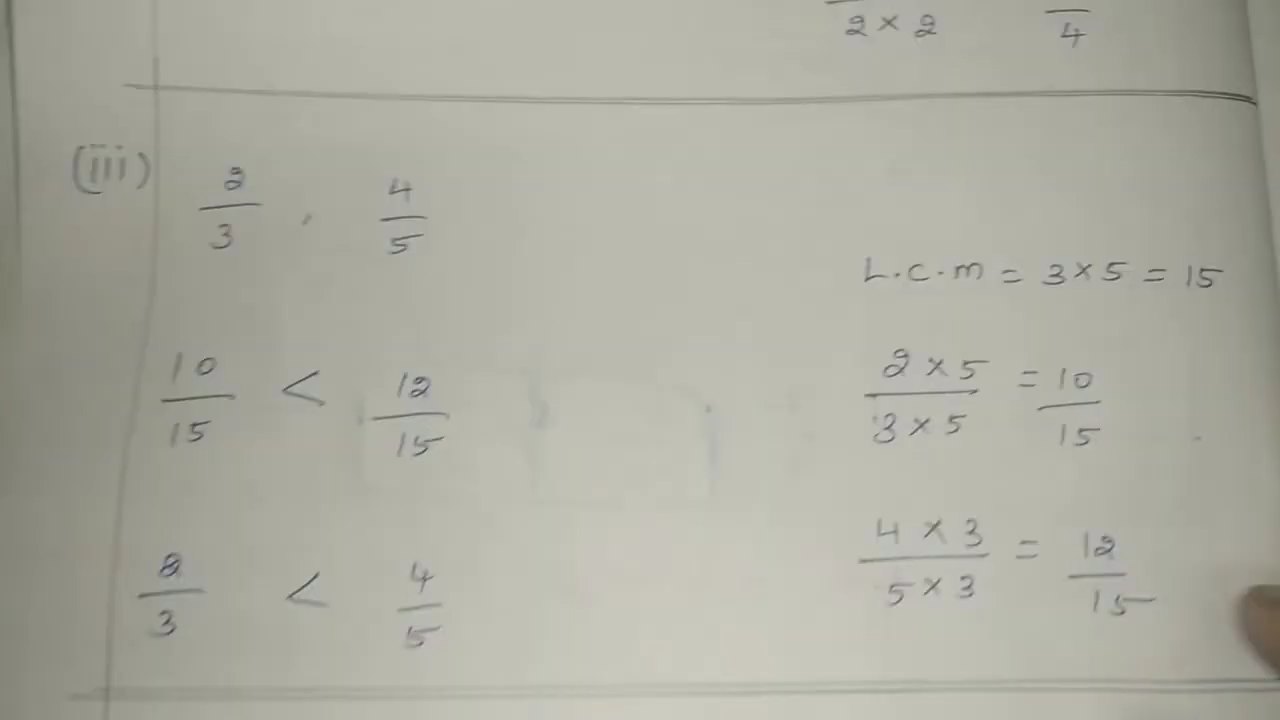 2 × 2    4
(iii) 2/3 , 4/5
L.C.M = 3 × 5 = 15
10/15 < 12/15
2 × 5 / 3 × 5 = 10/15
2/3 < 4/5
4 × 3 / 5 × 3 = 12/15